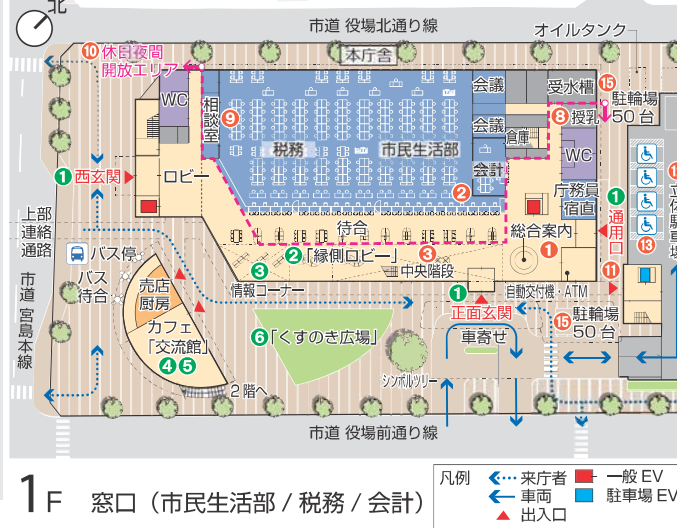 北
市道 役場北通り線
オイルタンク
⑩ 休日夜間
開放エリア
本庁舎
WC
相談室
⑨
会議
受水槽
⑮
駐輪場
50台
会議
⑧ 授乳
倉庫
税務
市民生活部
WC
会計
① 西玄関
ロビー
②
庁務員
宿直
① 通用口
⑬
上部
連絡
通路
待合
総合案内
①
バス停
② 「縁側ロビー」
③
③
中央階段
⑪
バス
待合
売店
厨房
情報コーナー
① 正面玄関
自動交付機・ATM
市道 宮島本線
カフェ
「交流館」
④⑤
⑥ 「くすのき広場」
車寄せ
⑮ 駐輪場
50台
シンボルツリー
2階へ
市道 役場前通り線
1F 窓口（市民生活部 / 税務 / 会計）
凡例
来庁者
一般EV
車両
駐車場EV
出入口